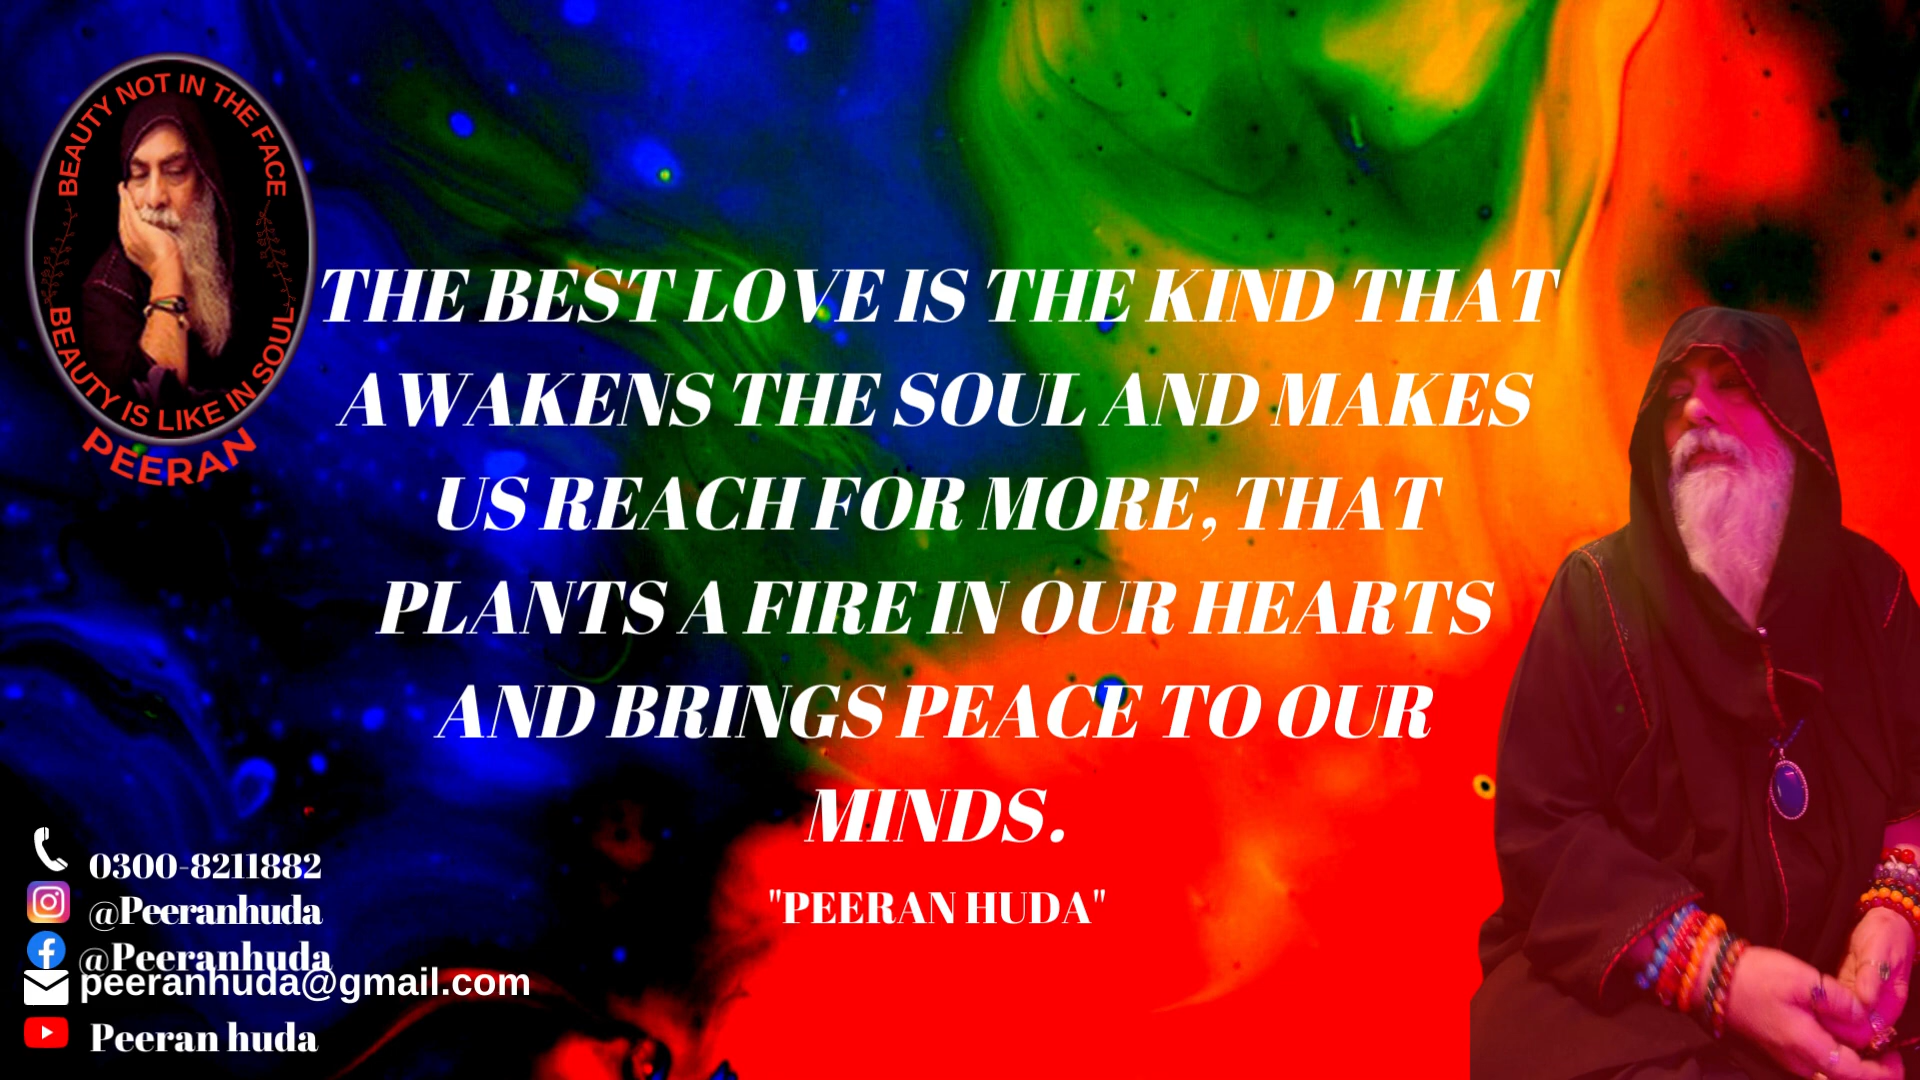 BEAUTY NOT IN THE FACE
BEAUTY IS LIKE IN SOUL
PEERAN
THE BEST LOVE IS THE KIND THAT
AWAKENS THE SOUL AND MAKES
US REACH FOR MORE, THAT
PLANTS A FIRE IN OUR HEARTS
AND BRINGS PEACE TO OUR
MINDS.
"PEERAN HUDA"
0300-8211882
@Peeranhuda
@Peeranhuda
peeranhuda@gmail.com
Peeran huda